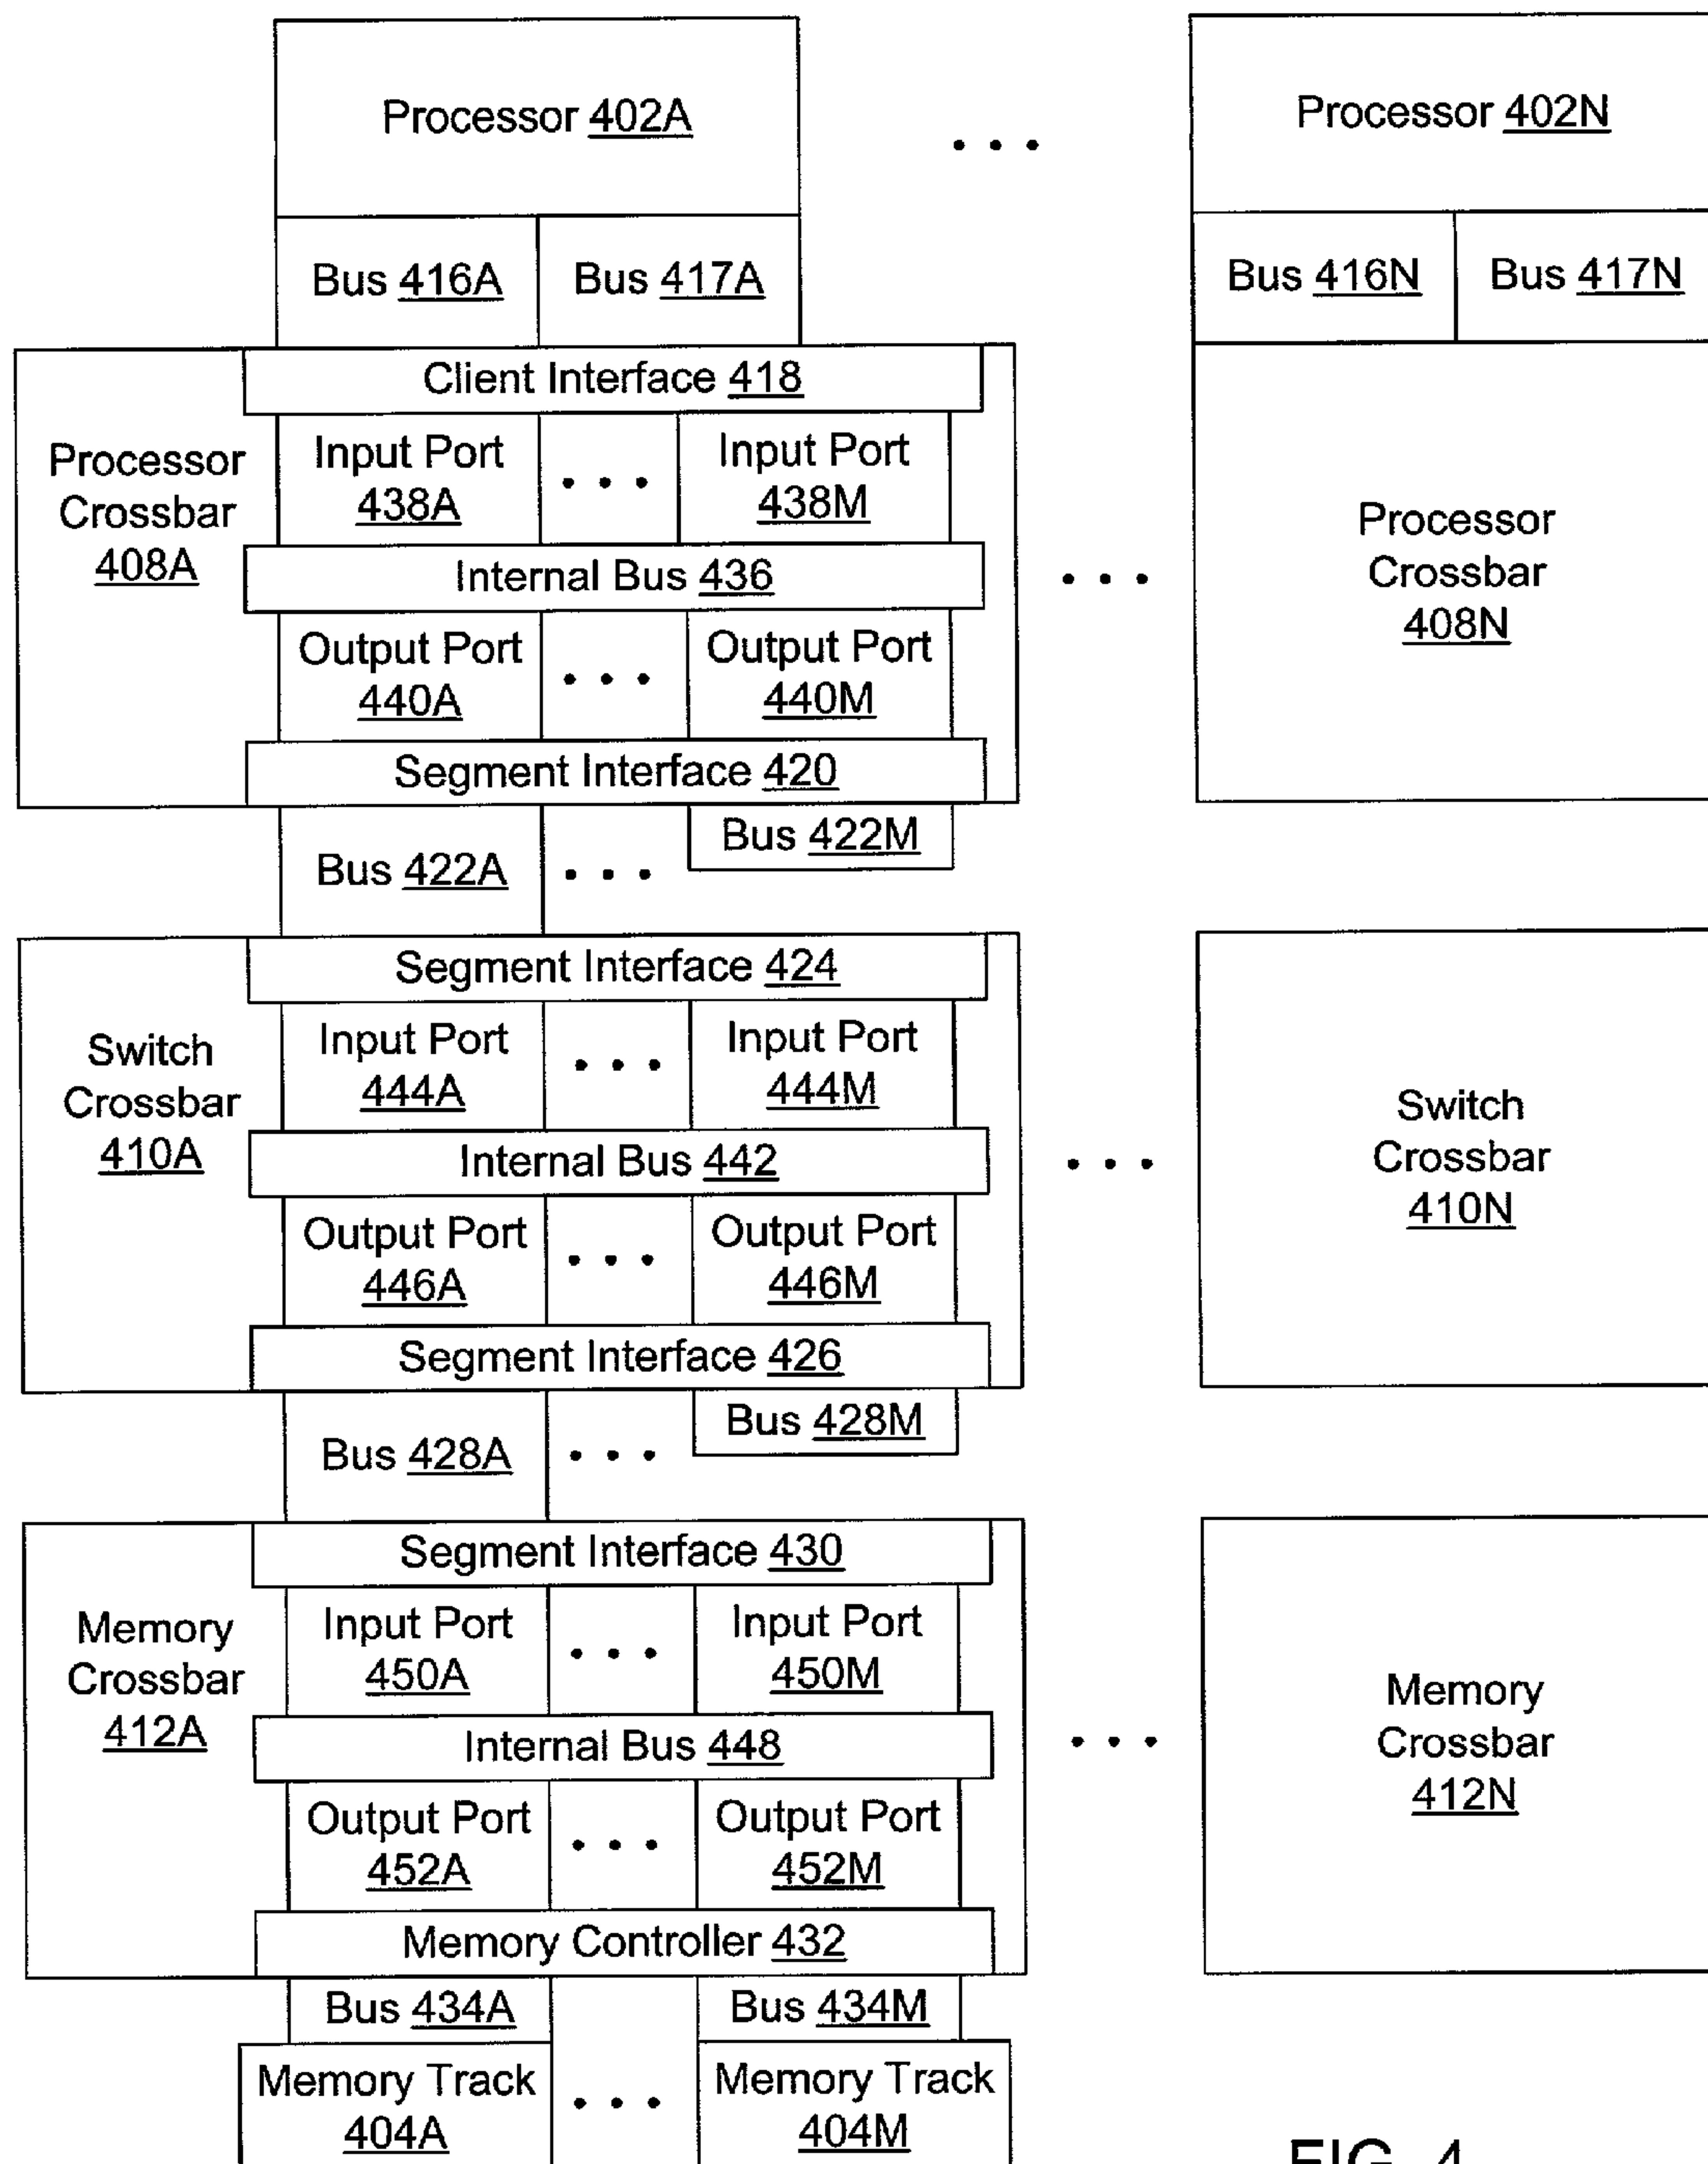 Processor 402A
Processor 402N
Bus 416A
Bus 417A
Bus 416N
Bus 417N
Client Interface 418
Processor
Crossbar
408A
Input Port
438A
Input Port
438M
Internal Bus 436
Output Port
440A
Output Port
440M
Segment Interface 420
Processor
Crossbar
408N
Bus 422A
Bus 422M
Segment Interface 424
Switch
Crossbar
410A
Input Port
444A
Input Port
444M
Internal Bus 442
Output Port
446A
Output Port
446M
Segment Interface 426
Switch
Crossbar
410N
Bus 428A
Bus 428M
Segment Interface 430
Memory
Crossbar
412A
Input Port
450A
Input Port
450M
Internal Bus 448
Output Port
452A
Output Port
452M
Memory Controller 432
Memory
Crossbar
412N
Bus 434A
Bus 434M
Memory Track
404A
Memory Track
404M
FIG. 4